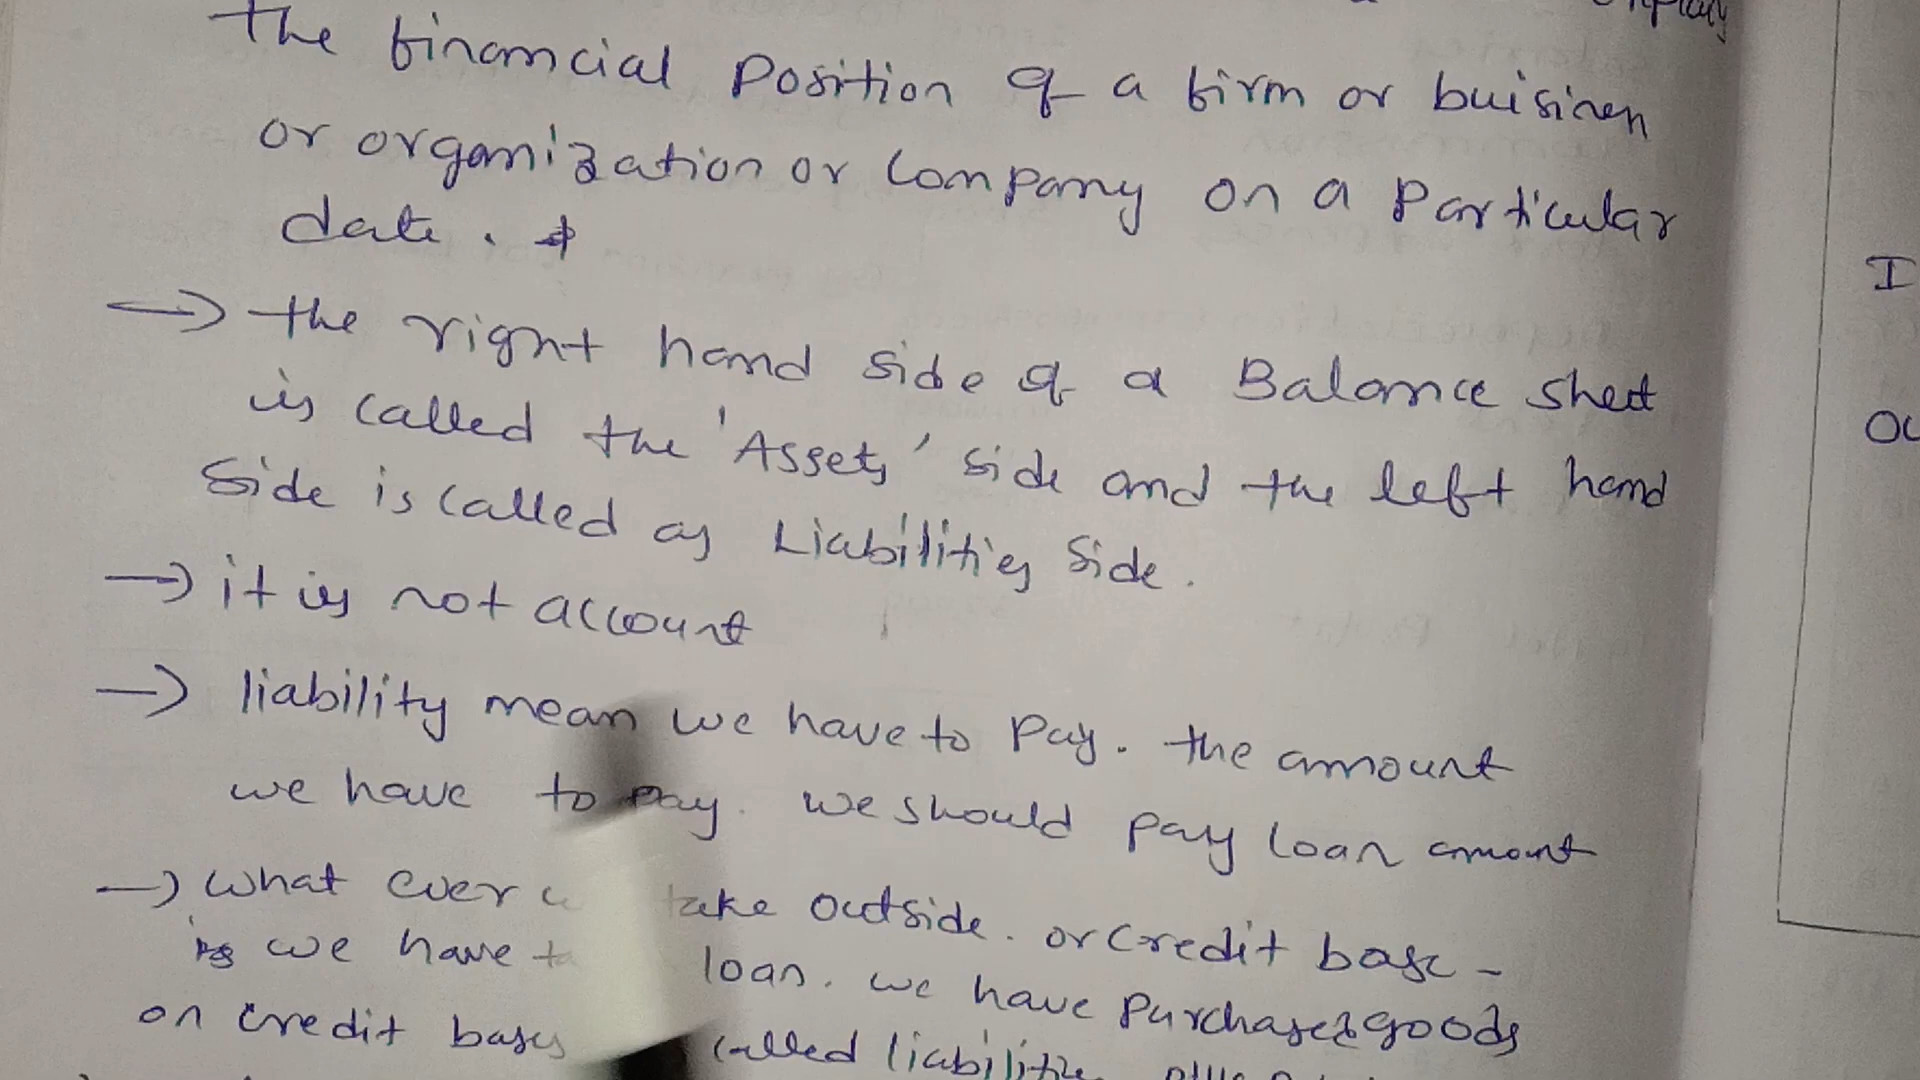 the financial Position of a firm or buisinen
or organization or Company on a Particular
date.
→ the right hand side of a Balance sheet
is called the 'Assets' side and the left hand
Side is called as Liabilities Side.
→ it is not account
→ liability mean we have to Pay. the amount
we have to pay. we should pay loan amount
→ What ever take outside. or credit base -
we have loan. we have Purchased goods
on credit bases called liabilitie
I